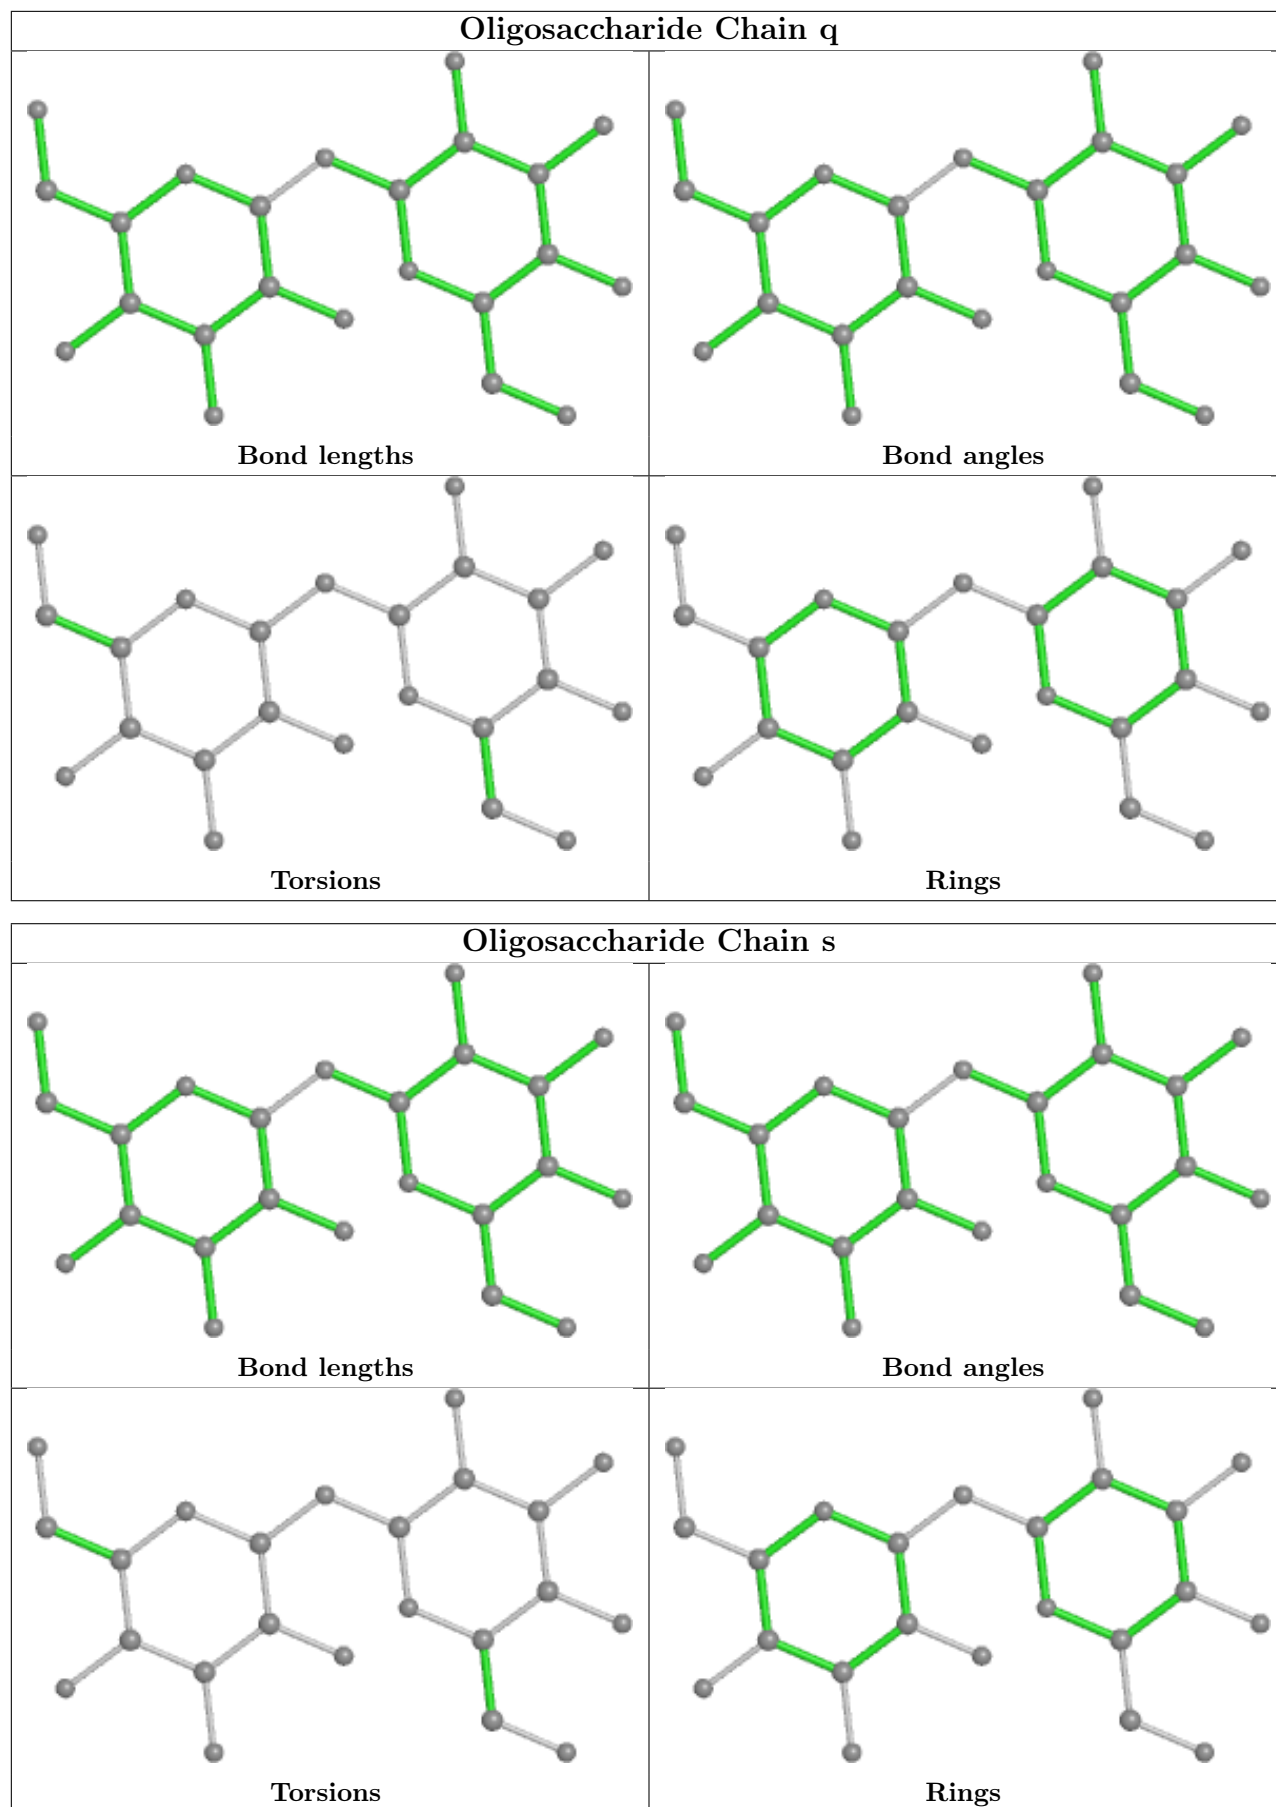 Oligosaccharide Chain q
Bond lengths
Bond angles
Torsions
Rings
Oligosaccharide Chain s
Bond lengths
Bond angles
Torsions
Rings